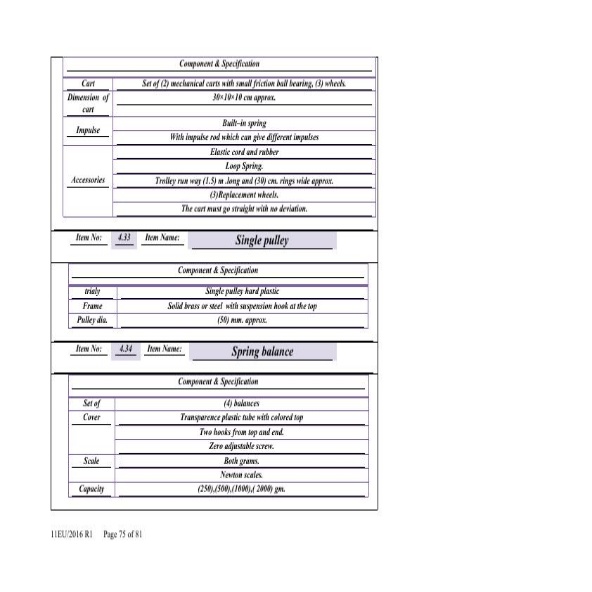 Component & Specification
Cart Set of (2) mechanical carts with small friction ball bearing, (3) wheels.
Dimension of cart 30×10×10 cm approx.
Impulse Built-in spring
With impulse rod which can give different impulses
Accessories Elastic cord and rubber
Loop Spring.
Trolley run way (1.5) m .long and (30) cm. rings wide approx.
(3)Replacement wheels.
The cart must go straight with no deviation.
Item No: 4.33 Item Name: Single pulley
Component & Specification
trialy Single pulley hard plastic
Frame Solid brass or steel with suspension hook at the top
Pulley dia. (50) mm. approx.
Item No: 4.34 Item Name: Spring balance
Component & Specification
Set of (4) balances
Cover Transparence plastic tube with colored top
Two hooks from top and end.
Zero adjustable screw.
Scale Both grams.
Newton scales.
Capacity (250),(500),(1000),( 2000) gm.
11EU/2016 R1 Page 75 of 81